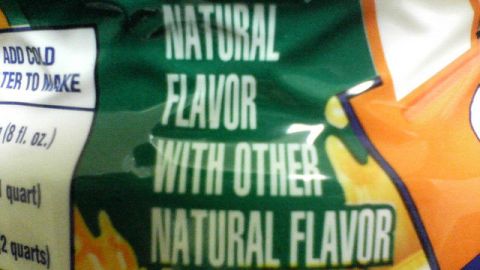 NATURAL
FLAVOR
WITH OTHER
NATURAL FLAVOR
ADD COLD
TER TO MAKE
(8 fl. oz.)
quart)
2 quarts)